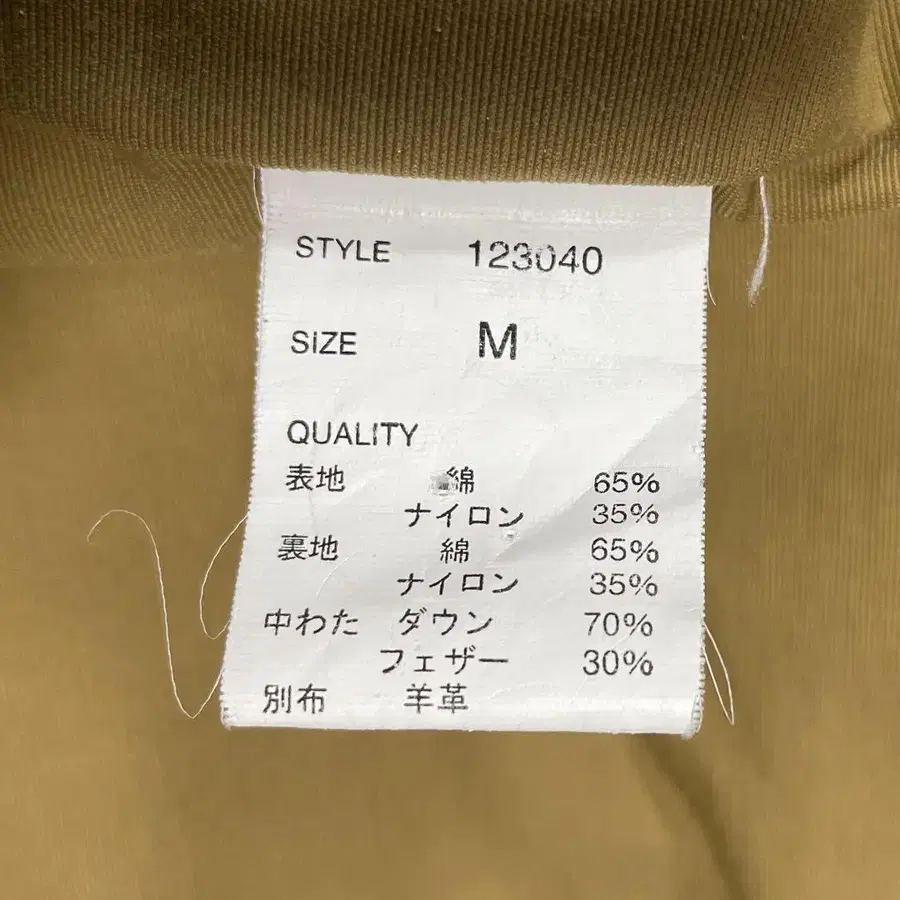 STYLE 123040
SIZE M
QUALITY
表地 綿 65%
ナイロン 35%
裏地 綿 65%
ナイロン 35%
中わた ダウン 70%
フェザー 30%
別布 羊革